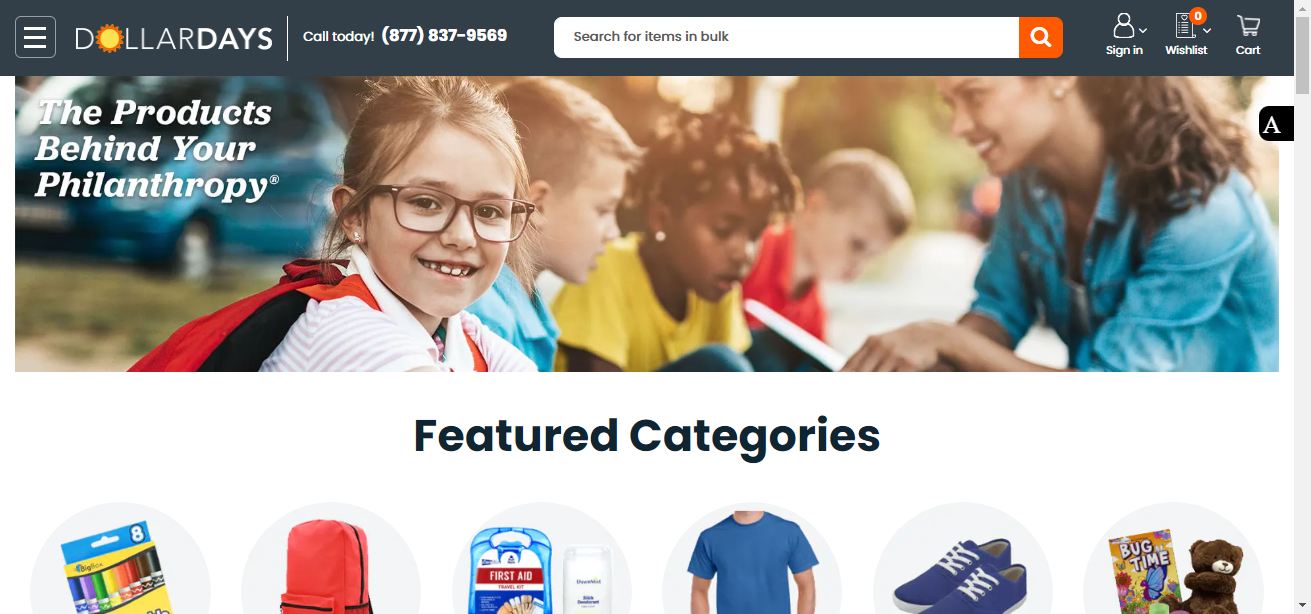 DOLLARDAYS
Call today! (877) 837-9569
Search for items in bulk
0
Sign in
Wishlist
Cart
The Products
Behind Your
Philanthropy®
A
Featured Categories
8
BigBox
FIRST AID
TRAVEL KIT
DawnMist
BUG
TIME